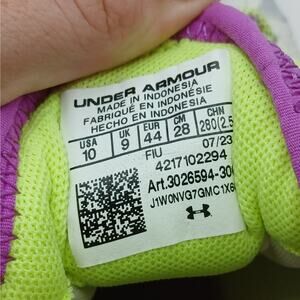 UNDER ARMOUR
MADE IN INDONESIA
FABRIQUÉ EN INDONÉSIE
HECHO EN INDONESIA
USA UK EUR CM CHN
10 9 44 28 280/2.5
FIU 07/23
4217102294
Art.3026594-30
J1W0NVG7GMC1X6